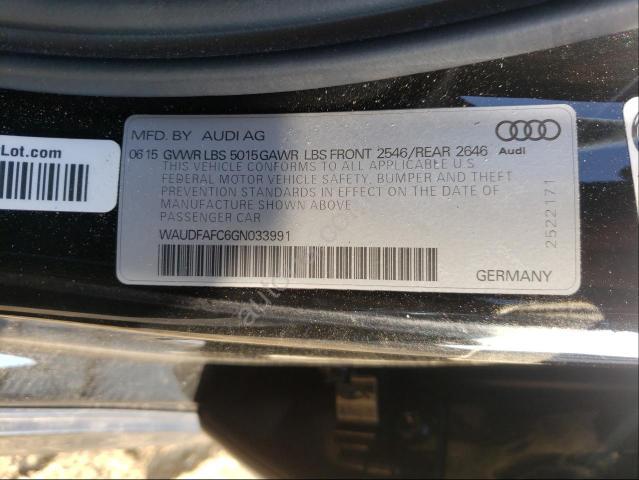 Lot.com
MFD. BY AUDI AG
0615 GVWR LBS 5015 GAWR LBS FRONT 2546/REAR 2646
THIS VEHICLE CONFORMS TO ALL APPLICABLE U.S.
FEDERAL MOTOR VEHICLE SAFETY, BUMPER AND THEFT
PREVENTION STANDARDS IN EFFECT ON THE DATE OF
MANUFACTURE SHOWN ABOVE
PASSENGER CAR
WAUDFAFC6GN033991
GERMANY
Audi
2522171